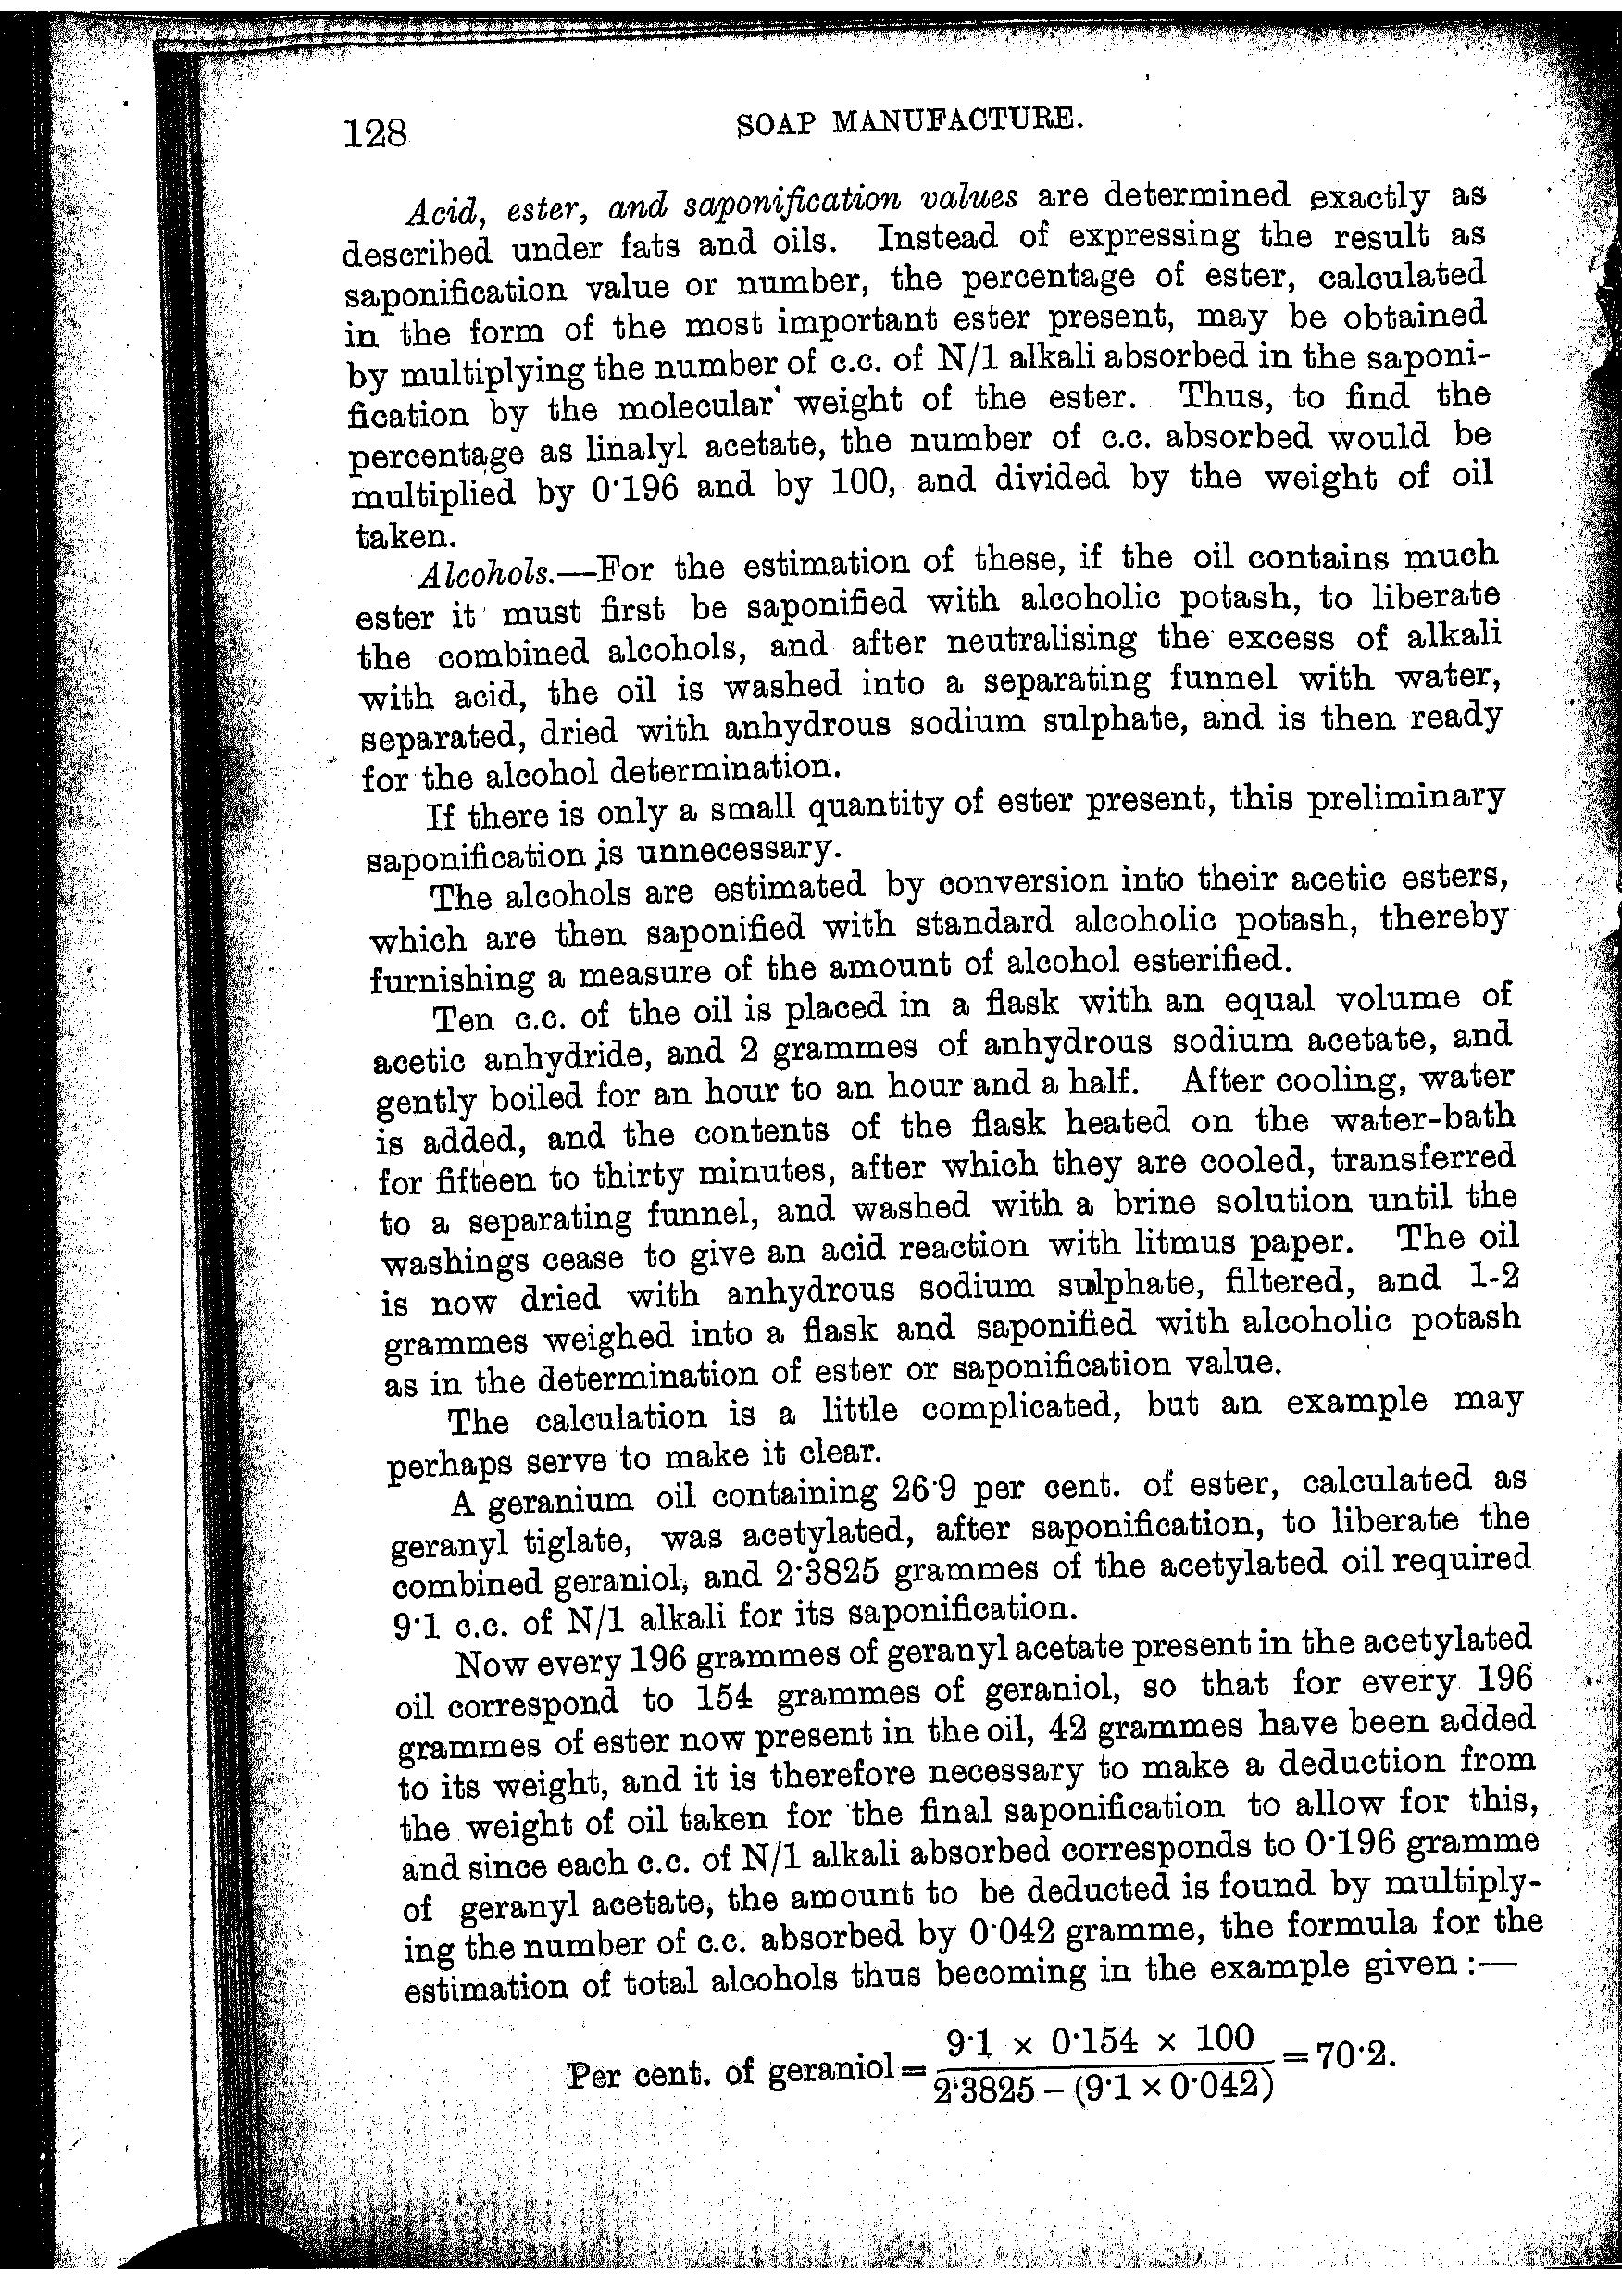 128 SOAP MANUFACTURE.
Acid, ester, and saponification values are determined exactly as
described under fats and oils. Instead of expressing the result as
saponification value or number, the percentage of ester, calculated
in the form of the most important ester present, may be obtained
by multiplying the number of c.c. of N/1 alkali absorbed in the saponi-
fication by the molecular weight of the ester. Thus, to find the
percentage as linalyl acetate, the number of c.c. absorbed would be
multiplied by 0·196 and by 100, and divided by the weight of oil
taken.
Alcohols.—For the estimation of these, if the oil contains much
ester it must first be saponified with alcoholic potash, to liberate
the combined alcohols, and after neutralising the excess of alkali
with acid, the oil is washed into a separating funnel with water,
separated, dried with anhydrous sodium sulphate, and is then ready
for the alcohol determination.
If there is only a small quantity of ester present, this preliminary
saponification is unnecessary.
The alcohols are estimated by conversion into their acetic esters,
which are then saponified with standard alcoholic potash, thereby
furnishing a measure of the amount of alcohol esterified.
Ten c.c. of the oil is placed in a flask with an equal volume of
acetic anhydride, and 2 grammes of anhydrous sodium acetate, and
gently boiled for an hour to an hour and a half. After cooling, water
is added, and the contents of the flask heated on the water-bath
for fifteen to thirty minutes, after which they are cooled, transferred
to a separating funnel, and washed with a brine solution until the
washings cease to give an acid reaction with litmus paper. The oil
is now dried with anhydrous sodium sulphate, filtered, and 1-2
grammes weighed into a flask and saponified with alcoholic potash
as in the determination of ester or saponification value.
The calculation is a little complicated, but an example may
perhaps serve to make it clear.
A geranium oil containing 26·9 per cent. of ester, calculated as
geranyl tiglate, was acetylated, after saponification, to liberate the
combined geraniol, and 2·3825 grammes of the acetylated oil required
9·1 c.c. of N/1 alkali for its saponification.
Now every 196 grammes of geranyl acetate present in the acetylated
oil correspond to 154 grammes of geraniol, so that for every 196
grammes of ester now present in the oil, 42 grammes have been added
to its weight, and it is therefore necessary to make a deduction from
the weight of oil taken for the final saponification to allow for this,
and since each c.c. of N/1 alkali absorbed corresponds to 0·196 gramme
of geranyl acetate, the amount to be deducted is found by multiply-
ing the number of c.c. absorbed by 0·042 gramme, the formula for the
estimation of total alcohols thus becoming in the example given :—
9·1 × 0·154 × 100
Per cent. of geraniol = = 70·2.
2·3825 – (9·1 × 0·042)